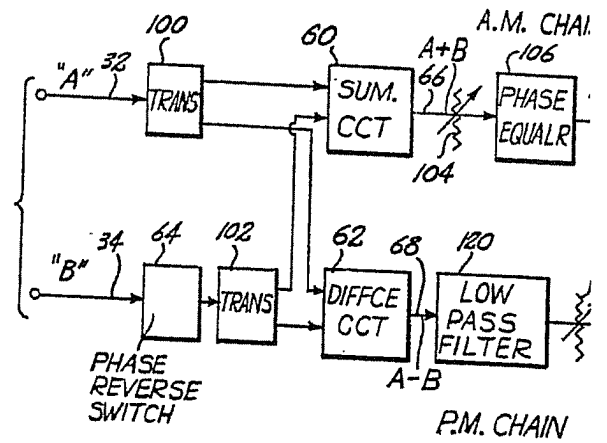 A.M. CHAI
100
60
A+B
106
"A"
32
66
TRANS
SUM.
CCT
PHASE
EQUALR
104
64
102
62
68
120
"B"
34
TRANS
DIFFCE
CCT
LOW
PASS
FILTER
A-B
PHASE
REVERSE
SWITCH
P.M. CHAIN